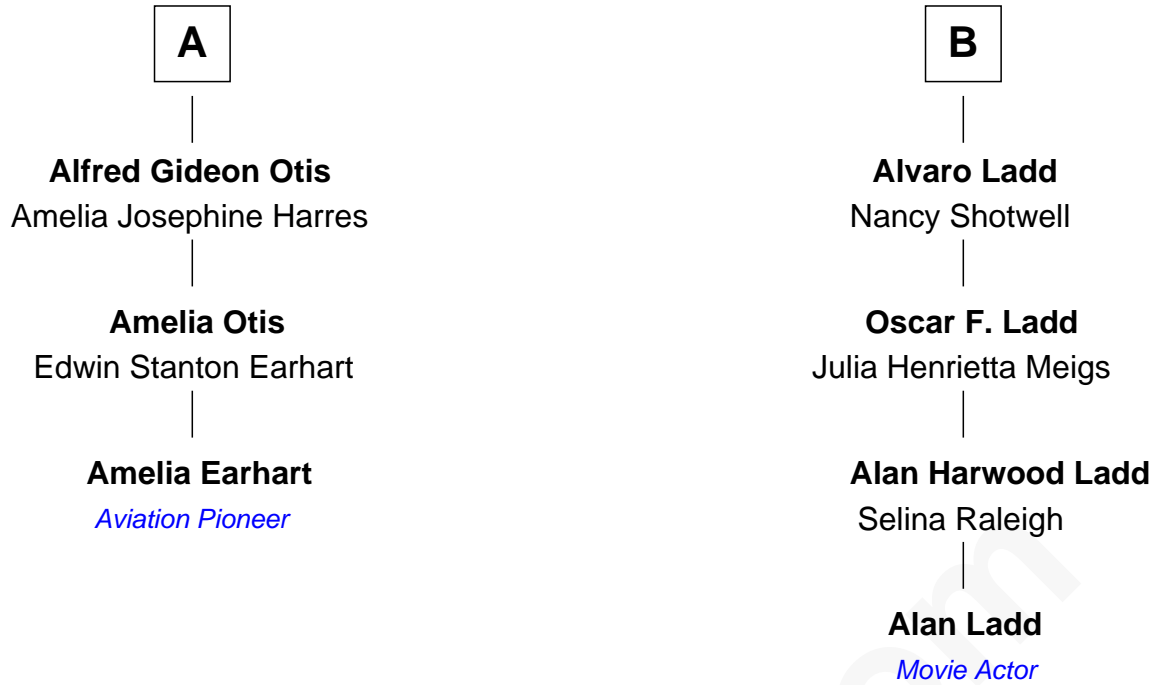 A
Alfred Gideon Otis
Amelia Josephine Harres
Amelia Otis
Edwin Stanton Earhart
Amelia Earhart
Aviation Pioneer
B
Alvaro Ladd
Nancy Shotwell
Oscar F. Ladd
Julia Henrietta Meigs
Alan Harwood Ladd
Selina Raleigh
Alan Ladd
Movie Actor